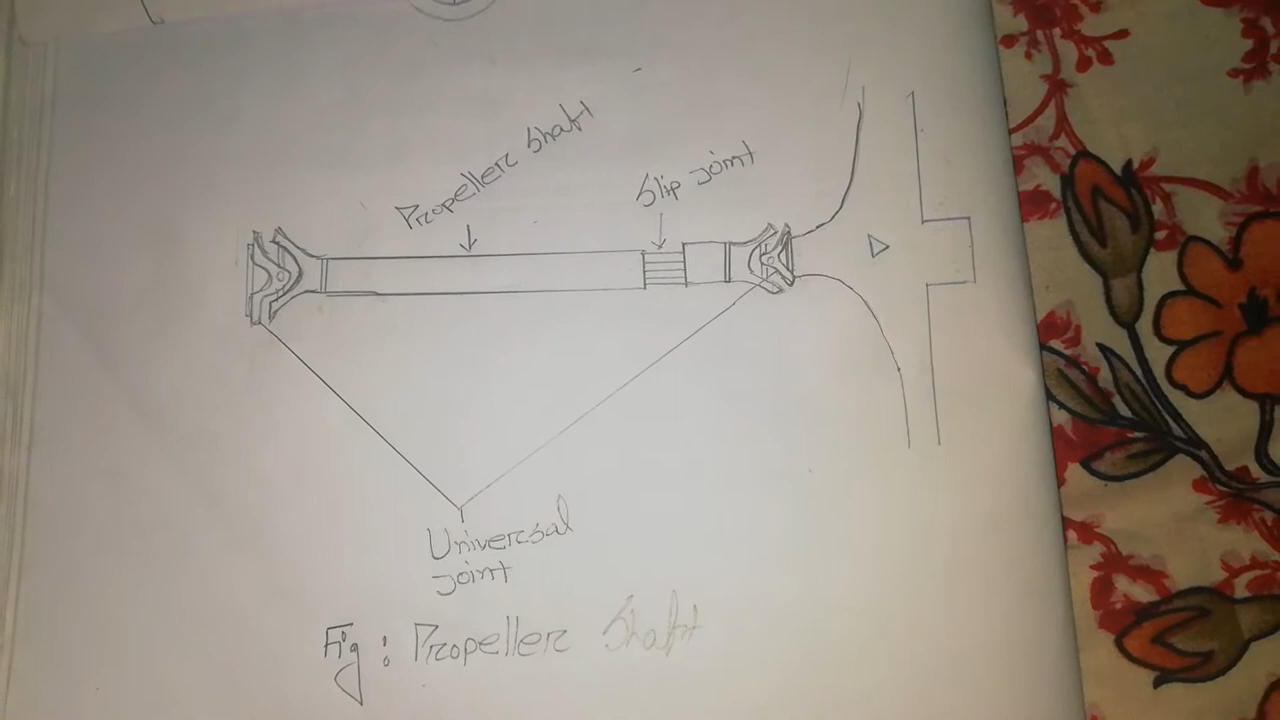 Propeller Shaft
Slip joint
Universal
joint
Fig: Propeller Shaft